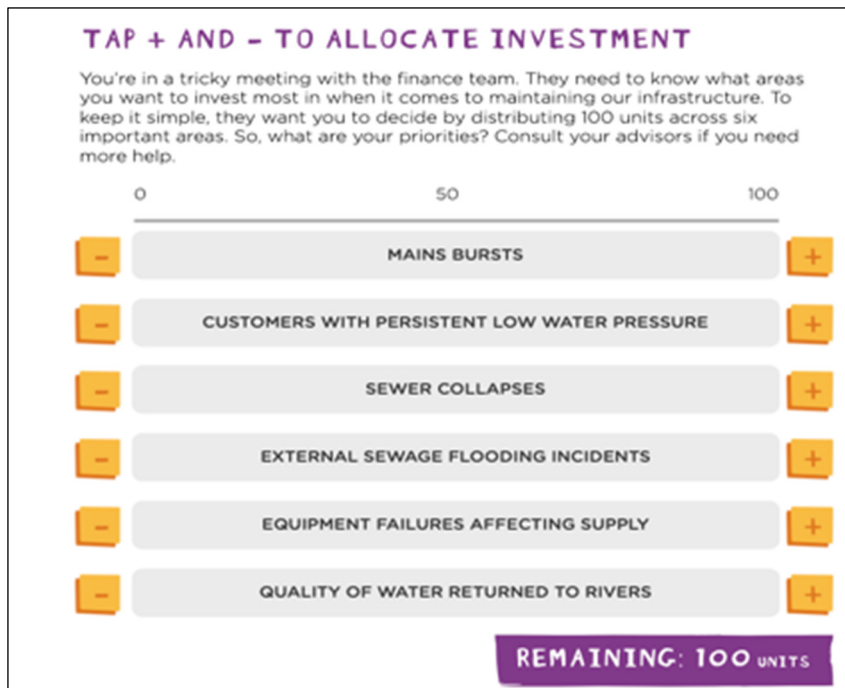 TAP + AND - TO ALLOCATE INVESTMENT
You're in a tricky meeting with the finance team. They need to know what areas
you want to invest most in when it comes to maintaining our infrastructure. To
keep it simple, they want you to decide by distributing 100 units across six
important areas. So, what are your priorities? Consult your advisors if you need
more help.
0 50 100
- MAINS BURSTS +
- CUSTOMERS WITH PERSISTENT LOW WATER PRESSURE +
- SEWER COLLAPSES +
- EXTERNAL SEWAGE FLOODING INCIDENTS +
- EQUIPMENT FAILURES AFFECTING SUPPLY +
- QUALITY OF WATER RETURNED TO RIVERS +
REMAINING: 100 UNITS